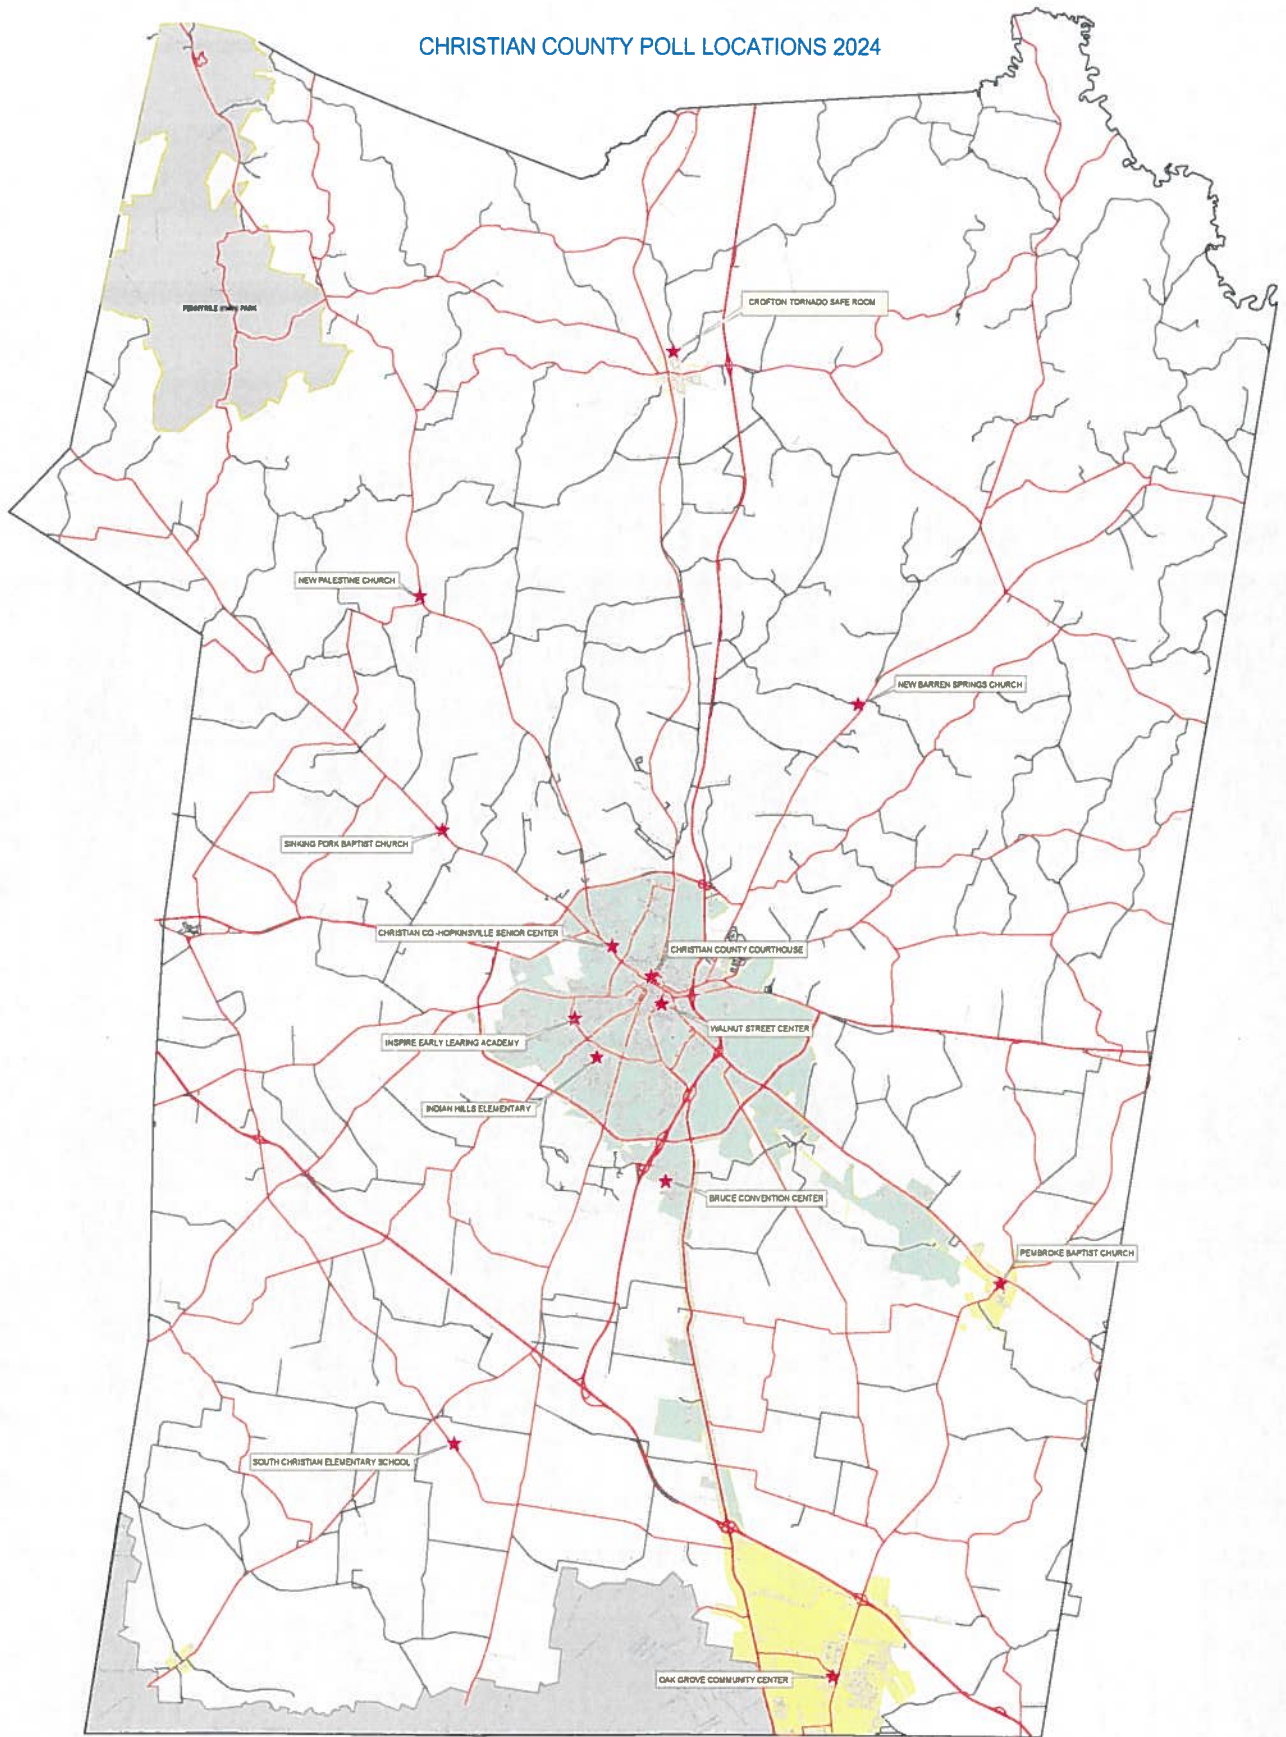 CHRISTIAN COUNTY POLL LOCATIONS 2024
CROFTON TORNADO SAFE ROOM
PARK
NEW PALESTINE CHURCH
NEW BARREN SPRINGS CHURCH
SINKING FORK BAPTIST CHURCH
CHRISTIAN CO -HOPKINSVILLE SENIOR CENTER
CHRISTIAN COUNTY COURTHOUSE
WALNUT STREET CENTER
INSPIRE EARLY LEARING ACADEMY
INDIAN HILLS ELEMENTARY
BRUCE CONVENTION CENTER
PEMBROKE BAPTIST CHURCH
SOUTH CHRISTIAN ELEMENTARY SCHOOL
OAK GROVE COMMUNITY CENTER